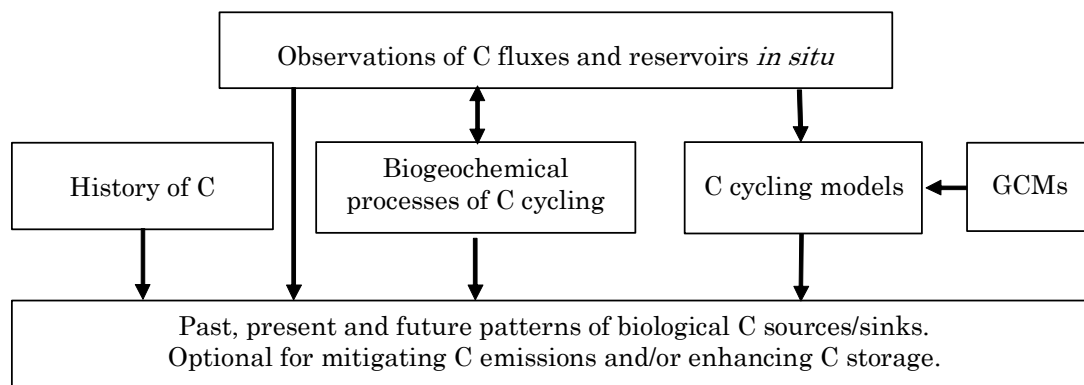 Observations of C fluxes and reservoirs in situ
History of C
Biogeochemical
processes of C cycling
C cycling models
GCMs
Past, present and future patterns of biological C sources/sinks.
Optional for mitigating C emissions and/or enhancing C storage.